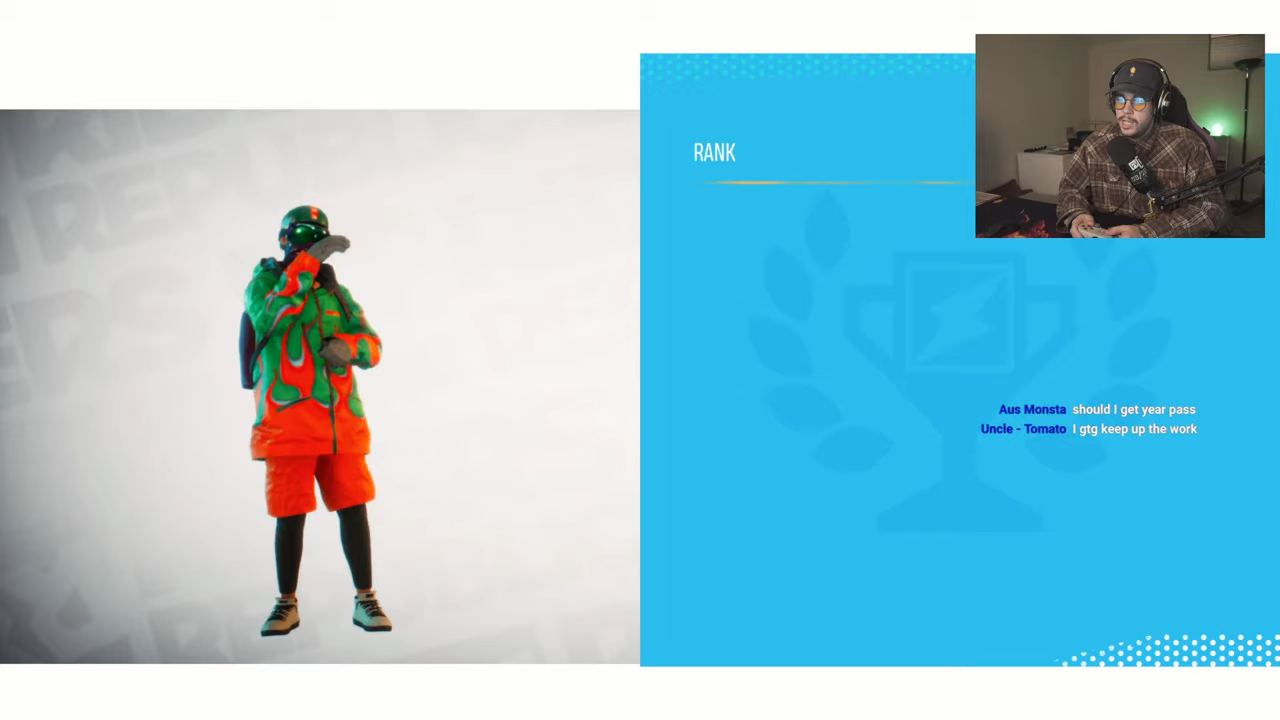 RANK
Aus Monsta should I get year pass
Uncle - Tomato I gtg keep up the work